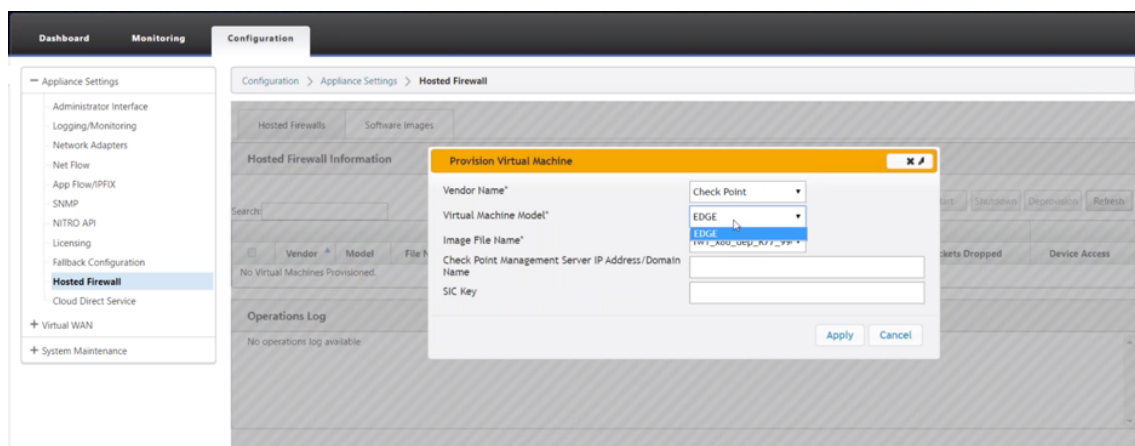 Dashboard Monitoring Configuration
Appliance Settings
Administrator Interface
Logging/Monitoring
Network Adapters
Net Flow
App Flow/IPFIX
SNMP
NITRO API
Licensing
Fallback Configuration
Hosted Firewall
Cloud Direct Service
Virtual WAN
System Maintenance
Configuration > Appliance Settings > Hosted Firewall
Hosted Firewalls Software Images
Hosted Firewall Information
Search:
Shutdown Deprovision Refresh
Vendor Model File
ckets Dropped Device Access
No Virtual Machines Provisioned.
Operations Log
No operations log available
Provision Virtual Machine
Vendor Name* Check Point
Virtual Machine Model* EDGE
EDGE
Image File Name*
Check Point Management Server IP Address/Domain
Name
SIC Key
Apply Cancel